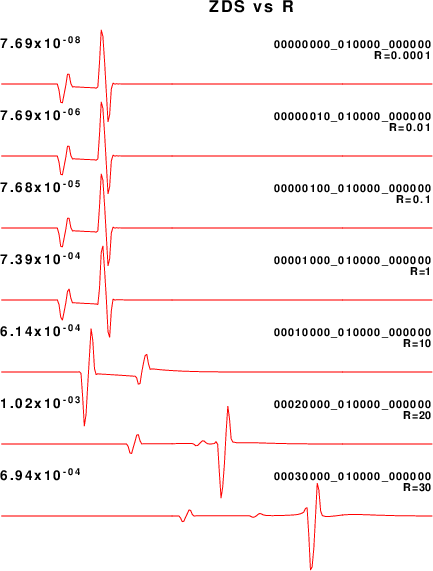 ZDS vs R
7.69x10-08 00000000_010000_000000
R=0.0001
7.69x10-06 00000010_010000_000000
R=0.01
7.68x10-05 00000100_010000_000000
R=0.1
7.39x10-04 00001000_010000_000000
R=1
6.14x10-04 00010000_010000_000000
R=10
1.02x10-03 00020000_010000_000000
R=20
6.94x10-04 00030000_010000_000000
R=30